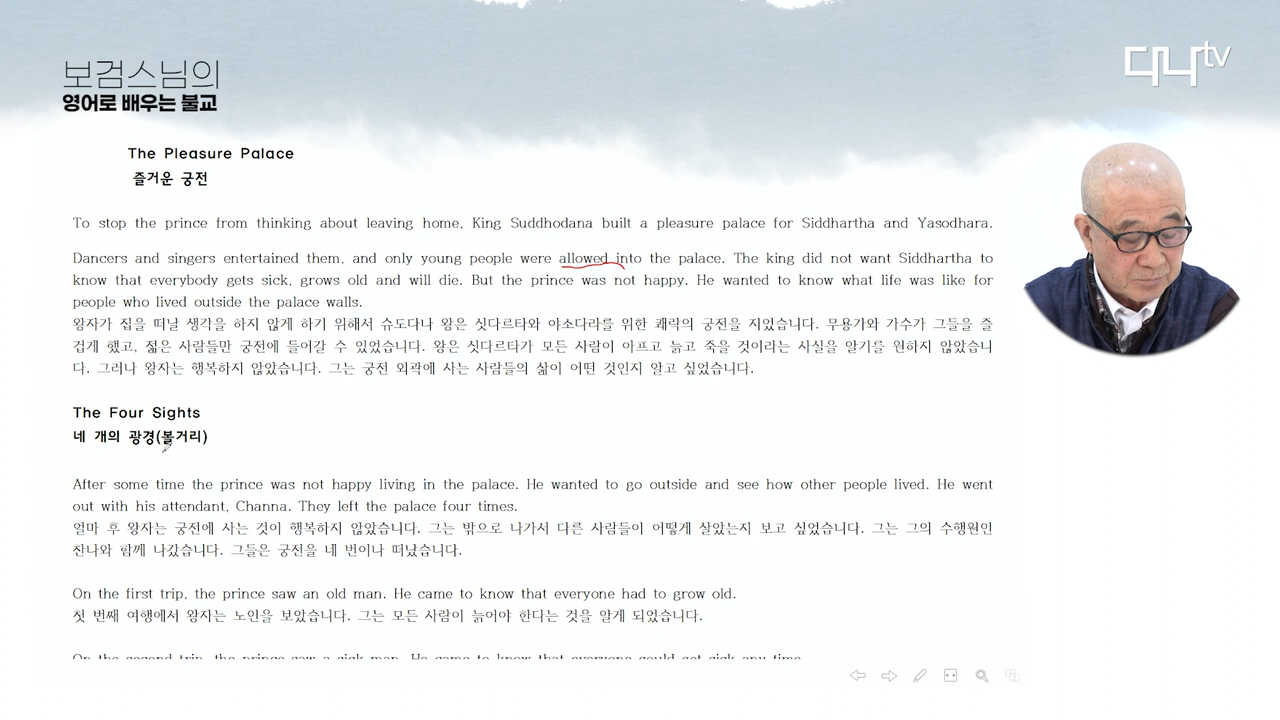 보검스님의
영어로 배우는 불교
다나tv
The Pleasure Palace
즐거운 궁전
To stop the prince from thinking about leaving home, King Suddhodana built a pleasure palace for Siddhartha and Yasodhara.
Dancers and singers entertained them, and only young people were allowed into the palace. The king did not want Siddhartha to
know that everybody gets sick, grows old and will die. But the prince was not happy. He wanted to know what life was like for
people who lived outside the palace walls.
왕자가 집을 떠날 생각을 하지 않게 하기 위해서 슈도다나 왕은 싯다르타와 야소다라를 위한 쾌락의 궁전을 지었습니다. 무용가와 가수가 그들을 즐
겁게 했고, 젊은 사람들만 궁전에 들어갈 수 있었습니다. 왕은 싯다르타가 모든 사람이 아프고 늙고 죽을 것이라는 사실을 알기를 원하지 않았습니
다. 그러나 왕자는 행복하지 않았습니다. 그는 궁전 외곽에 사는 사람들의 삶이 어떤 것인지 알고 싶었습니다.
The Four Sights
네 개의 광경(볼거리)
After some time the prince was not happy living in the palace. He wanted to go outside and see how other people lived. He went
out with his attendant, Channa. They left the palace four times.
얼마 후 왕자는 궁전에 사는 것이 행복하지 않았습니다. 그는 밖으로 나가서 다른 사람들이 어떻게 살았는지 보고 싶었습니다. 그는 그의 수행원인
찬나와 함께 나갔습니다. 그들은 궁전을 네 번이나 떠났습니다.
On the first trip, the prince saw an old man. He came to know that everyone had to grow old.
첫 번째 여행에서 왕자는 노인을 보았습니다. 그는 모든 사람이 늙어야 한다는 것을 알게 되었습니다.
On the second trip, the prince saw a sick man. He came to know that everyone could get sick any time.